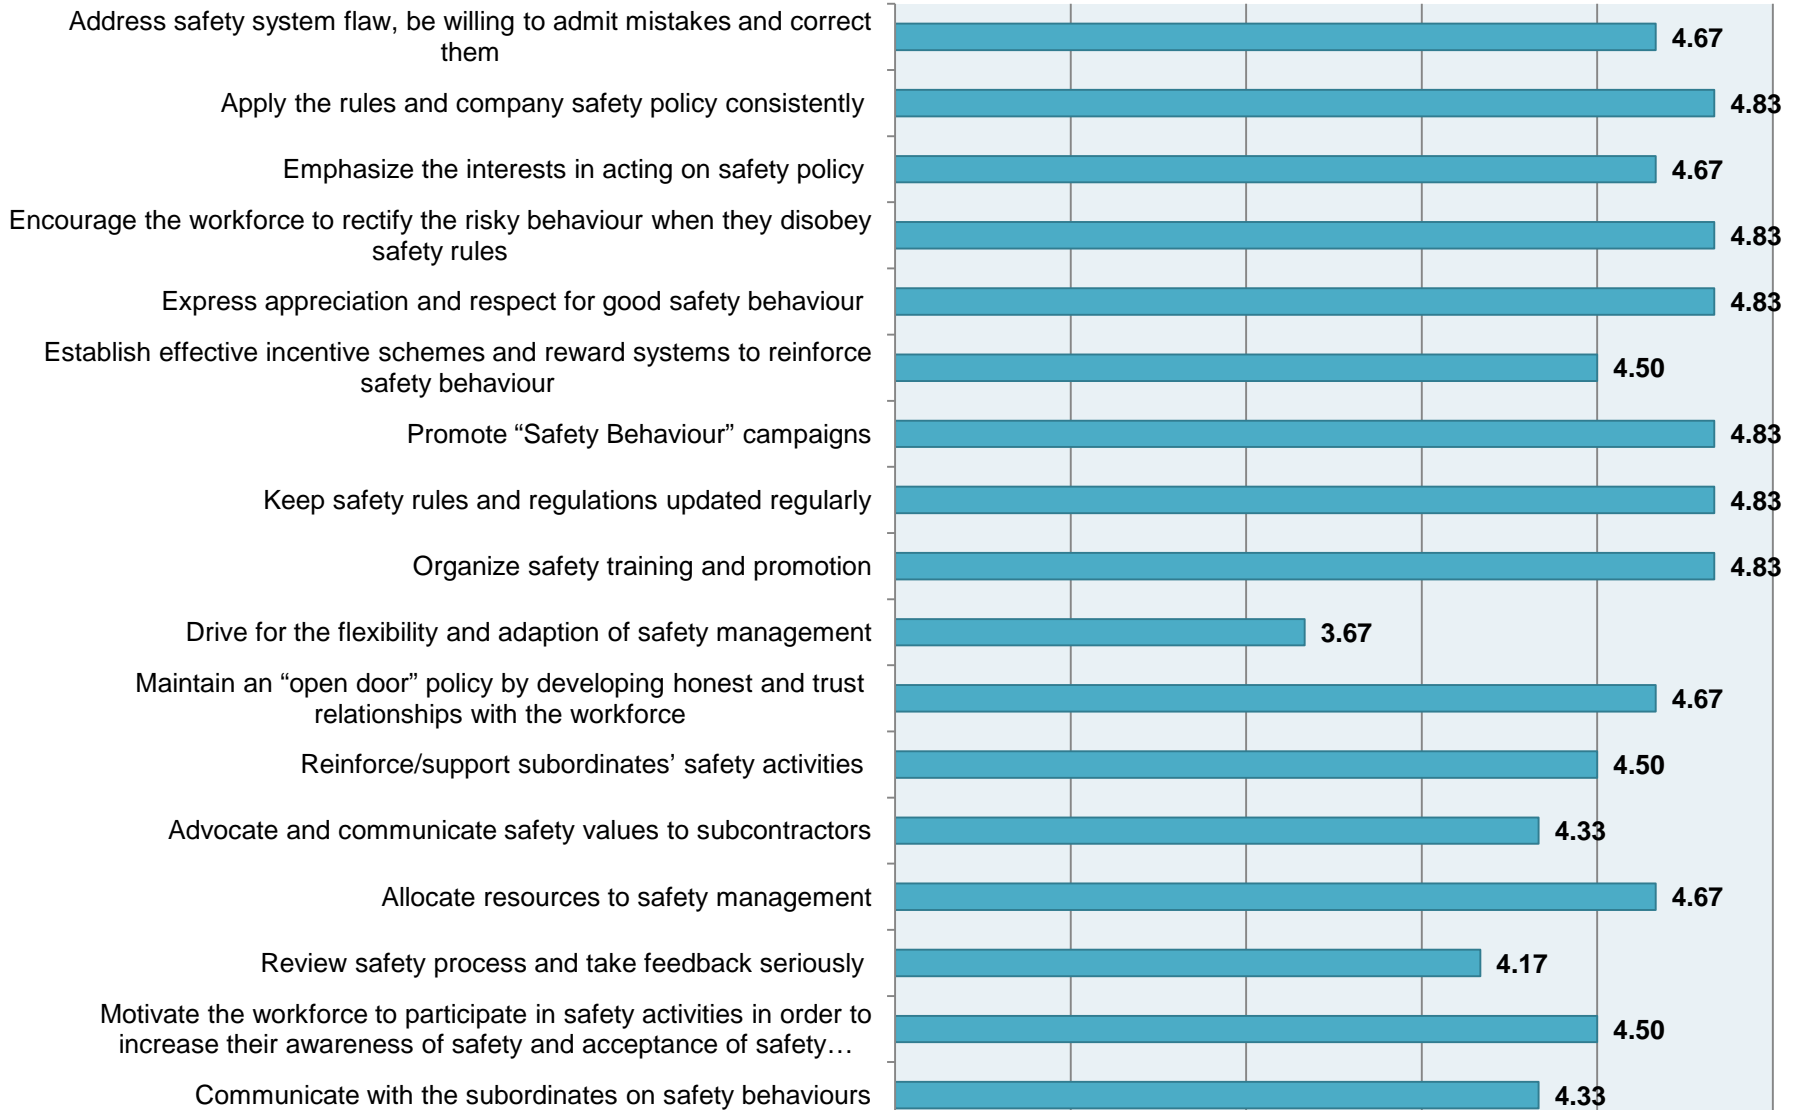 Address safety system flaw, be willing to admit mistakes and correct
them
4.67
Apply the rules and company safety policy consistently
4.83
Emphasize the interests in acting on safety policy
4.67
Encourage the workforce to rectify the risky behaviour when they disobey
safety rules
4.83
Express appreciation and respect for good safety behaviour
4.83
Establish effective incentive schemes and reward systems to reinforce
safety behaviour
4.50
Promote “Safety Behaviour” campaigns
4.83
Keep safety rules and regulations updated regularly
4.83
Organize safety training and promotion
4.83
Drive for the flexibility and adaption of safety management
3.67
Maintain an “open door” policy by developing honest and trust
relationships with the workforce
4.67
Reinforce/support subordinates’ safety activities
4.50
Advocate and communicate safety values to subcontractors
4.33
Allocate resources to safety management
4.67
Review safety process and take feedback seriously
4.17
Motivate the workforce to participate in safety activities in order to
increase their awareness of safety and acceptance of safety…
4.50
Communicate with the subordinates on safety behaviours
4.33